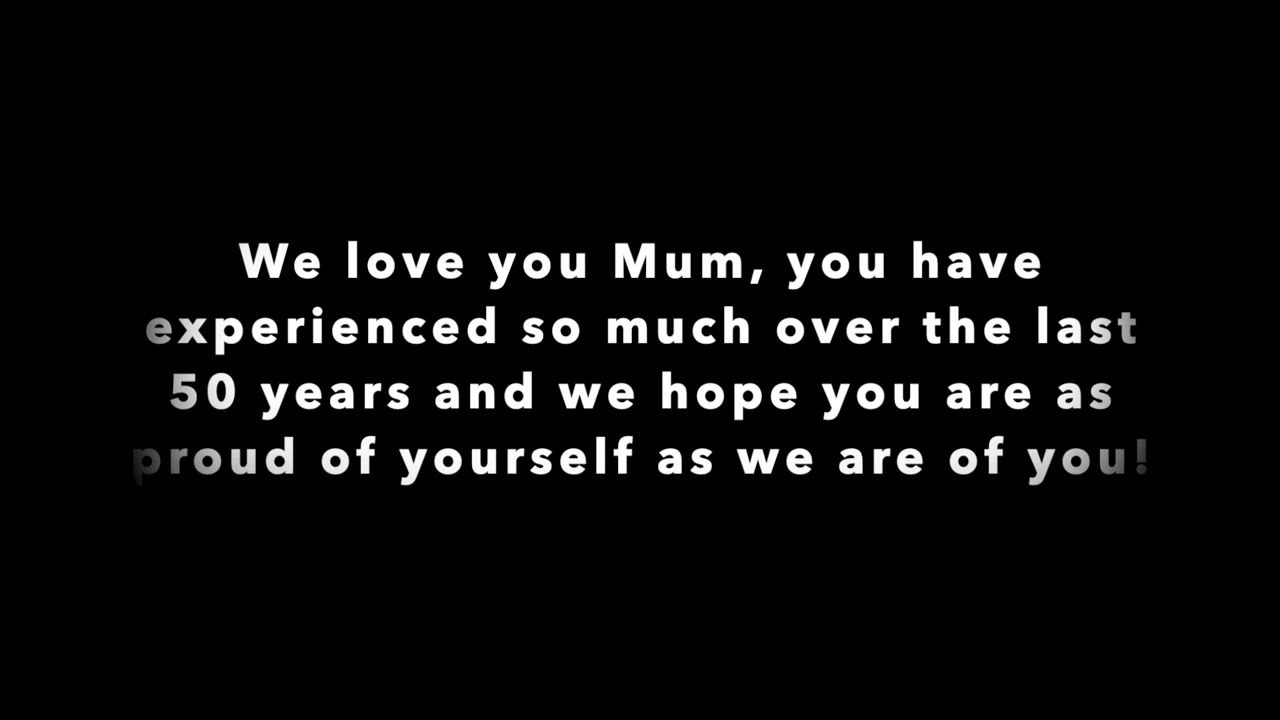 We love you Mum, you have
experienced so much over the last
50 years and we hope you are as
proud of yourself as we are of you!